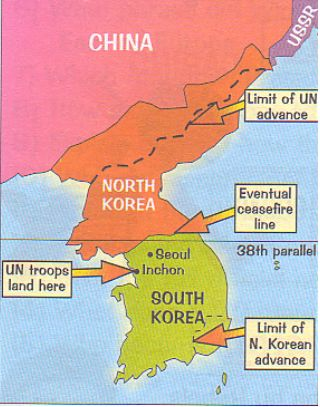 CHINA
USSR
Limit of UN
advance
NORTH
KOREA
Eventual
ceasefire
line
38th parallel
Seoul
Inchon
UN troops
land here
SOUTH
KOREA
Limit of
N. Korean
advance